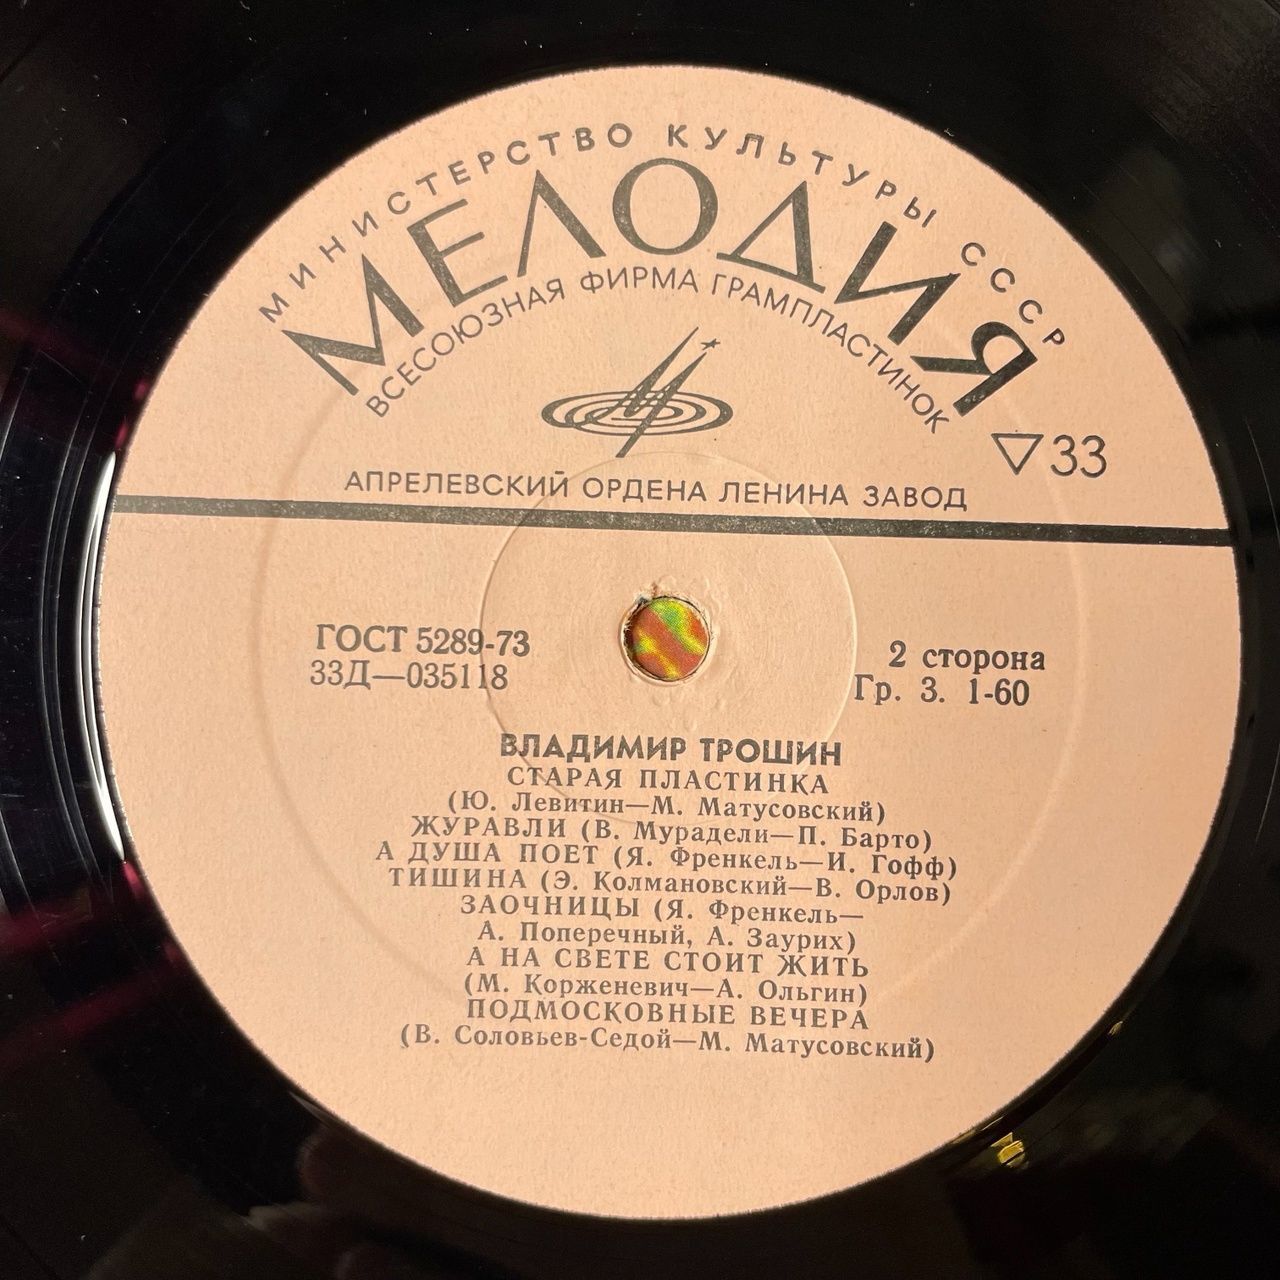 МИНИСТЕРСТВО КУЛЬТУРЫ СССР
МЕЛОДИЯ
ВСЕСОЮЗНАЯ ФИРМА ГРАМПЛАСТИНОК
▽33
АПРЕЛЕВСКИЙ ОРДЕНА ЛЕНИНА ЗАВОД
ГОСТ 5289-73
33Д—035118
2 сторона
Гр. 3. 1-60
ВЛАДИМИР ТРОШИН
СТАРАЯ ПЛАСТИНКА
(Ю. Левитин—М. Матусовский)
ЖУРАВЛИ (В. Мурадели—П. Барто)
А ДУША ПОЕТ (Я. Френкель—И. Гофф)
ТИШИНА (Э. Колмановский—В. Орлов)
ЗАОЧНИЦЫ (Я. Френкель—
А. Поперечный, А. Заурих)
А НА СВЕТЕ СТОИТ ЖИТЬ
(М. Корженевич—А. Ольгин)
ПОДМОСКОВНЫЕ ВЕЧЕРА
(В. Соловьев-Седой—М. Матусовский)